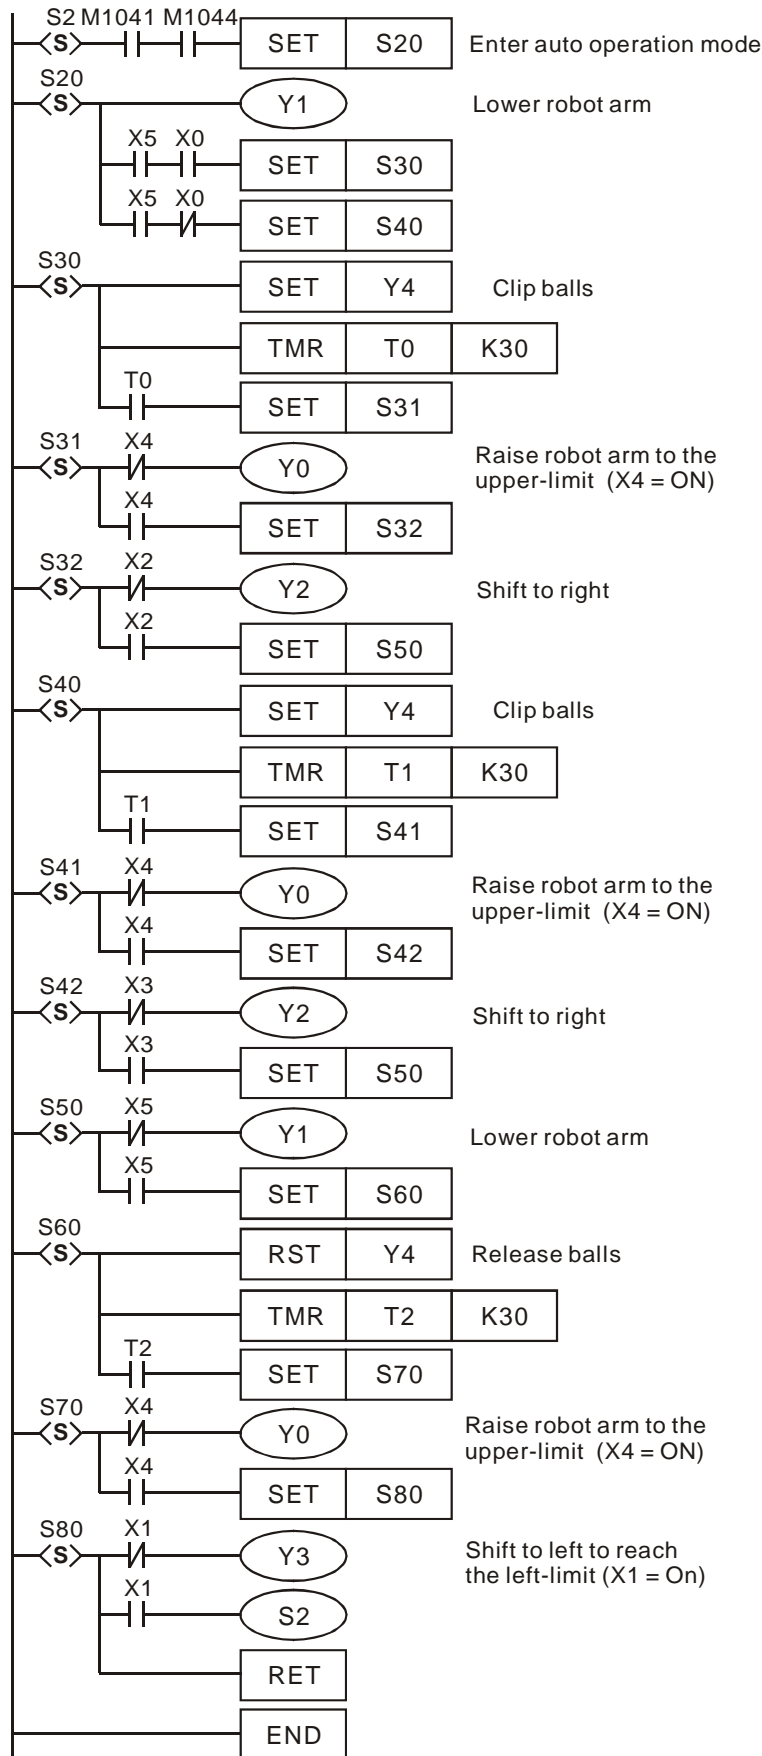 S2 M1041 M1044
S SET S20 Enter auto operation mode
S20
S Y1 Lower robot arm
X5 X0
SET S30
X5 X0
SET S40
S30
S SET Y4 Clip balls
TMR T0 K30
T0
SET S31
S31 X4
S Y0 Raise robot arm to the
upper-limit (X4 = ON)
X4
SET S32
S32 X2
S Y2 Shift to right
X2
SET S50
S40
S SET Y4 Clip balls
TMR T1 K30
T1
SET S41
S41 X4
S Y0 Raise robot arm to the
upper-limit (X4 = ON)
X4
SET S42
S42 X3
S Y2 Shift to right
X3
SET S50
S50 X5
S Y1 Lower robot arm
X5
SET S60
S60
S RST Y4 Release balls
TMR T2 K30
T2
SET S70
S70 X4
S Y0 Raise robot arm to the
upper-limit (X4 = ON)
X4
SET S80
S80 X1
S Y3 Shift to left to reach
the left-limit (X1 = On)
X1
S2
RET
END